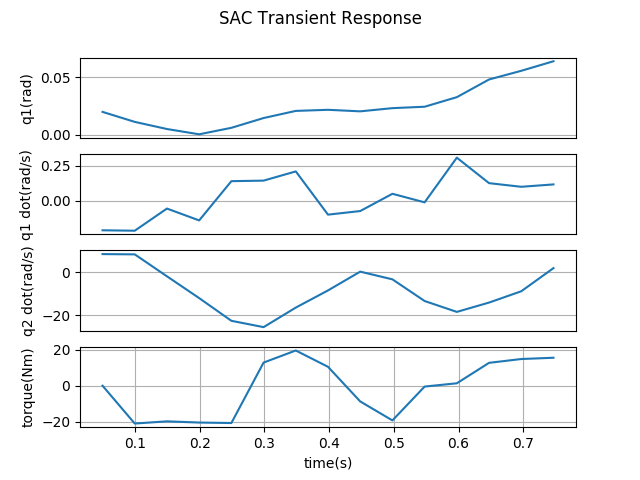 SAC Transient Response
q1(rad)
0.05
0.00
q1 dot(rad/s)
0.25
0.00
q2 dot(rad/s)
0
−20
torque(Nm)
20
0
−20
0.1 0.2 0.3 0.4 0.5 0.6 0.7
time(s)